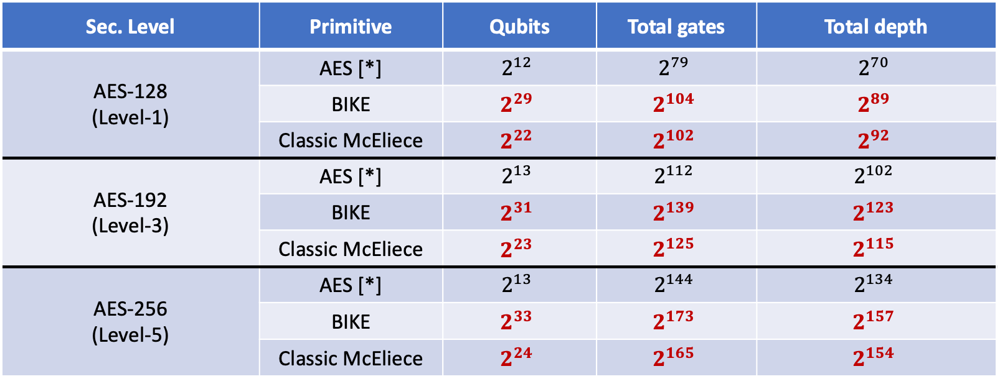 Sec. Level Primitive Qubits Total gates Total depth
AES-128
(Level-1)
AES [*] 2^12 2^79 2^70
BIKE 2^29 2^104 2^89
Classic McEliece 2^22 2^102 2^92
AES-192
(Level-3)
AES [*] 2^13 2^112 2^102
BIKE 2^31 2^139 2^123
Classic McEliece 2^23 2^125 2^115
AES-256
(Level-5)
AES [*] 2^13 2^144 2^134
BIKE 2^33 2^173 2^157
Classic McEliece 2^24 2^165 2^154